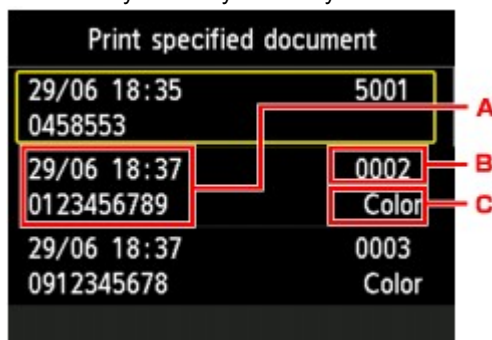 Print specified document
29/06 18:35 5001
0458553
A
29/06 18:37 0002
B
0123456789 Color
C
29/06 18:37 0003
0912345678 Color